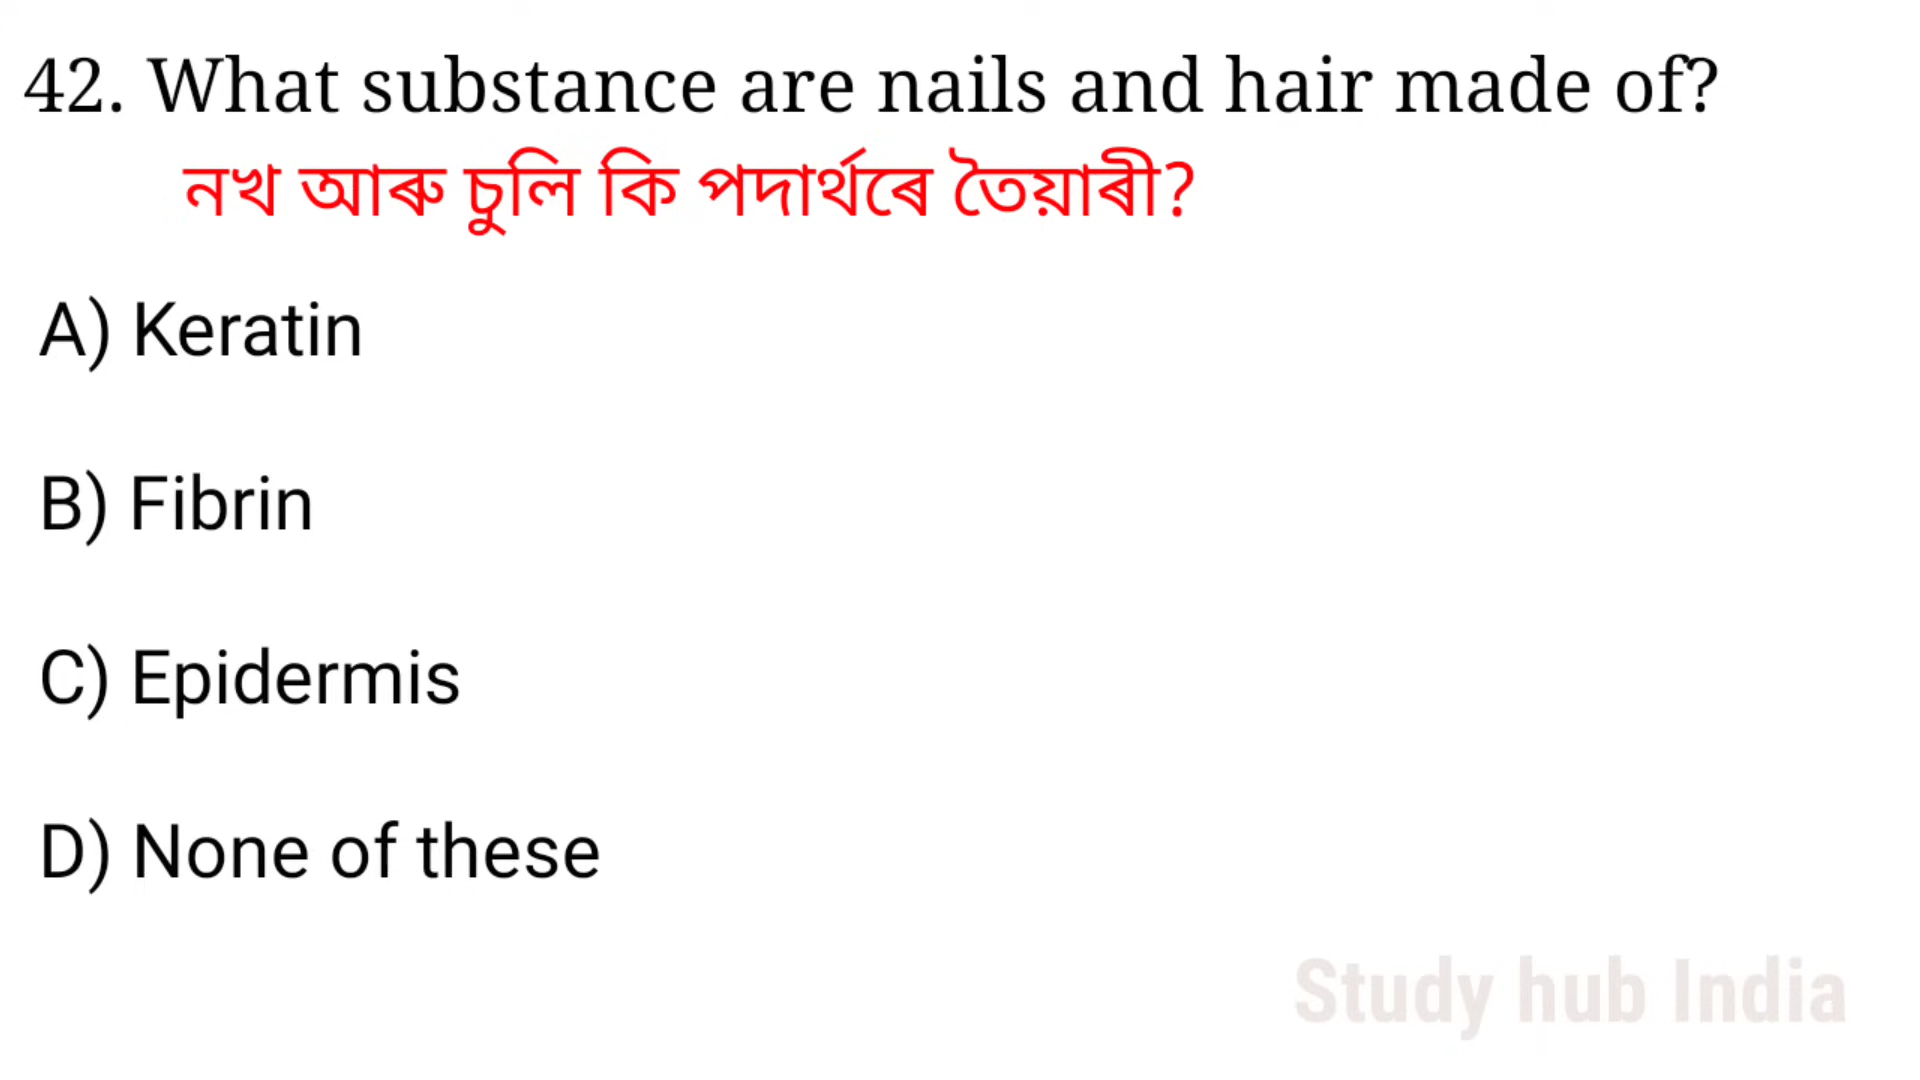 42. What substance are nails and hair made of?
নখ আৰু চুলি কি পদাৰ্থৰে তৈয়াৰী?
A) Keratin
B) Fibrin
C) Epidermis
D) None of these
Study hub India